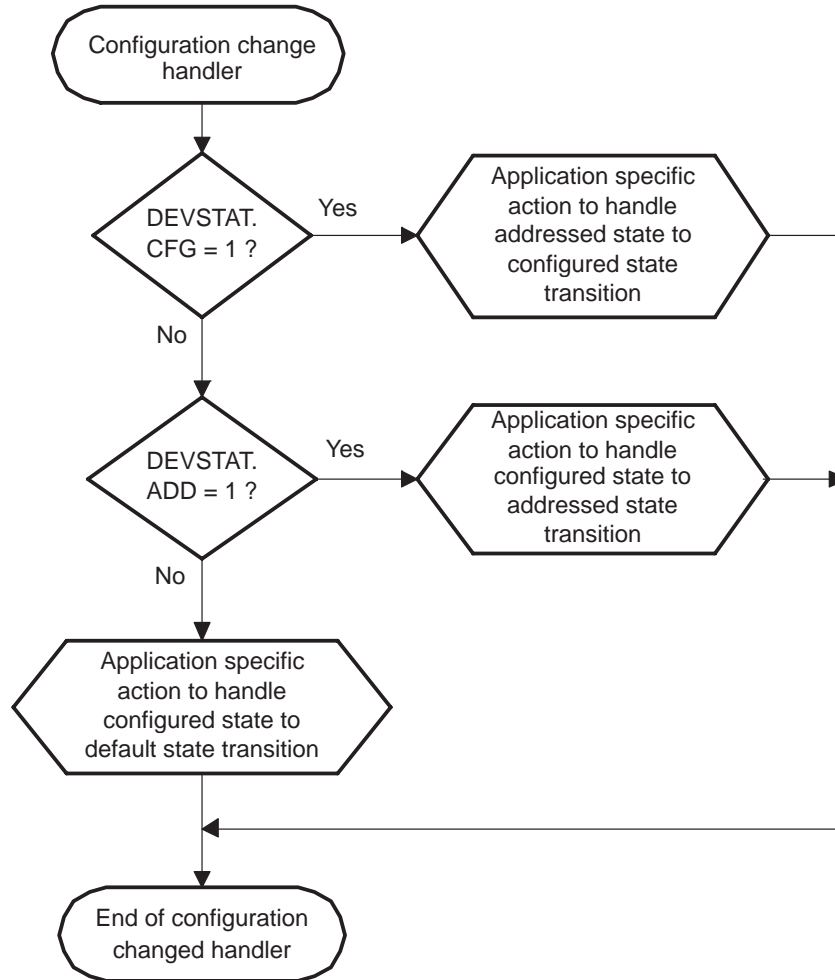 Configuration change
handler
DEVSTAT.
CFG = 1 ?
Yes
Application specific
action to handle
addressed state to
configured state
transition
No
DEVSTAT.
ADD = 1 ?
Yes
Application specific
action to handle
configured state to
addressed state
transition
No
Application specific
action to handle
configured state to
default state transition
End of configuration
changed handler